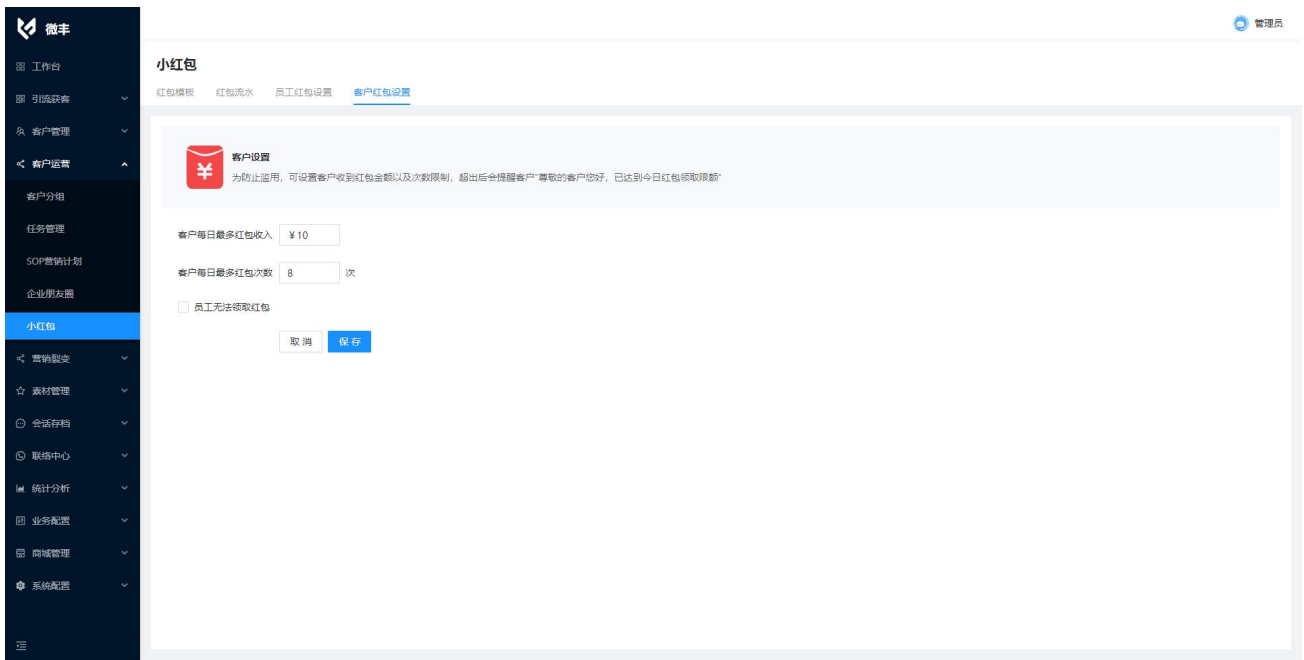 微丰
管理员
工作台
引流获客
客户管理
客户运营
客户分组
任务管理
SOP营销计划
企业朋友圈
小红包
营销裂变
素材管理
会话存档
联络中心
统计分析
业务配置
商城管理
系统配置
小红包
红包模板 红包流水 员工红包设置 客户红包设置
客户设置
为防止滥用，可设置客户收到红包金额以及次数限制，超出后会提醒客户“尊敬的客户您好，已达到今日红包领取限额”
客户每日最多红包收入 ¥10
客户每日最多红包次数 8 次
员工无法领取红包
取 消 保 存